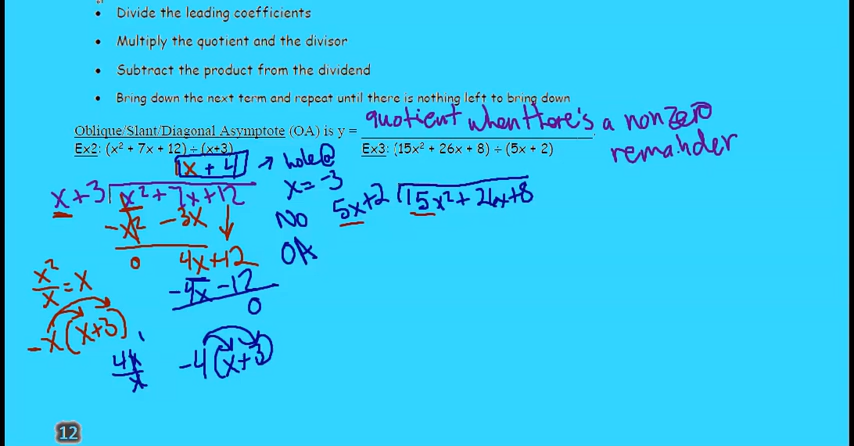 • Divide the leading coefficients
• Multiply the quotient and the divisor
• Subtract the product from the dividend
• Bring down the next term and repeat until there is nothing left to bring down
Oblique/Slant/Diagonal Asymptote (OA) is y = quotient when there's a nonzero remainder
Ex2: (x² + 7x + 12) ÷ (x+3)
x + 4 → hole @ x = -3
x + 3 x² + 7x + 12
-x² - 3x
0 4x+12
-4x - 12
0
No OA
x²/x = x
-x(x+3)
4x/x
-4(x+3)
Ex3: (15x² + 26x + 8) ÷ (5x + 2)
5x+2 15x² + 26x + 8
12